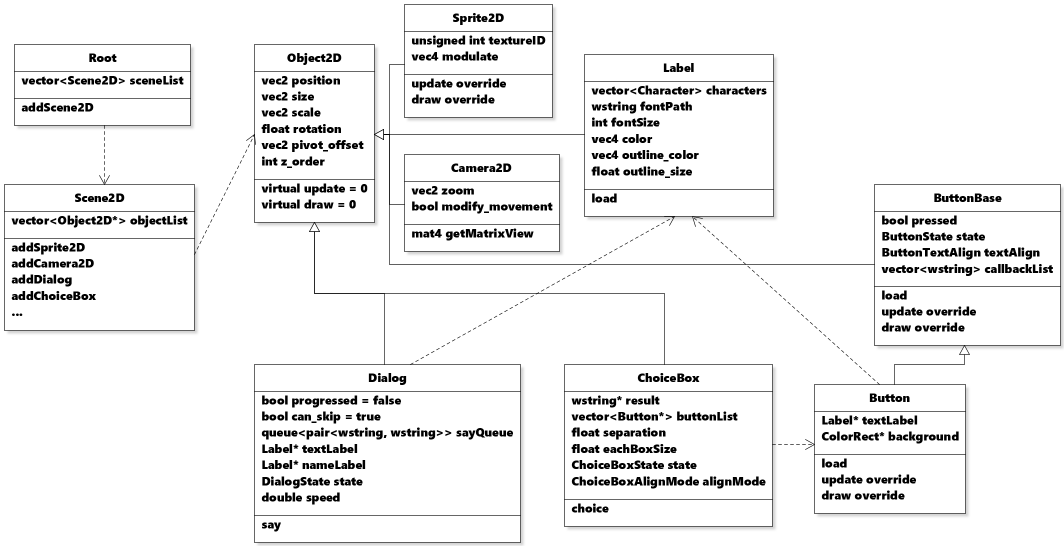 Root
vector<Scene2D> sceneList
addScene2D
Object2D
vec2 position
vec2 size
vec2 scale
float rotation
vec2 pivot_offset
int z_order
virtual update = 0
virtual draw = 0
Sprite2D
unsigned int textureID
vec4 modulate
update override
draw override
Label
vector<Character> characters
wstring fontPath
int fontSize
vec4 color
vec4 outline_color
float outline_size
load
Camera2D
vec2 zoom
bool modify_movement
mat4 getMatrixView
Scene2D
vector<Object2D*> objectList
addSprite2D
addCamera2D
addDialog
addChoiceBox
...
ButtonBase
bool pressed
ButtonState state
ButtonTextAlign textAlign
vector<wstring> callbackList
load
update override
draw override
Dialog
bool progressed = false
bool can_skip = true
queue<pair<wstring, wstring>> sayQueue
Label* textLabel
Label* nameLabel
DialogState state
double speed
say
ChoiceBox
wstring* result
vector<Button*> buttonList
float separation
float eachBoxSize
ChoiceBoxState state
ChoiceBoxAlignMode alignMode
choice
Button
Label* textLabel
ColorRect* background
load
update override
draw override